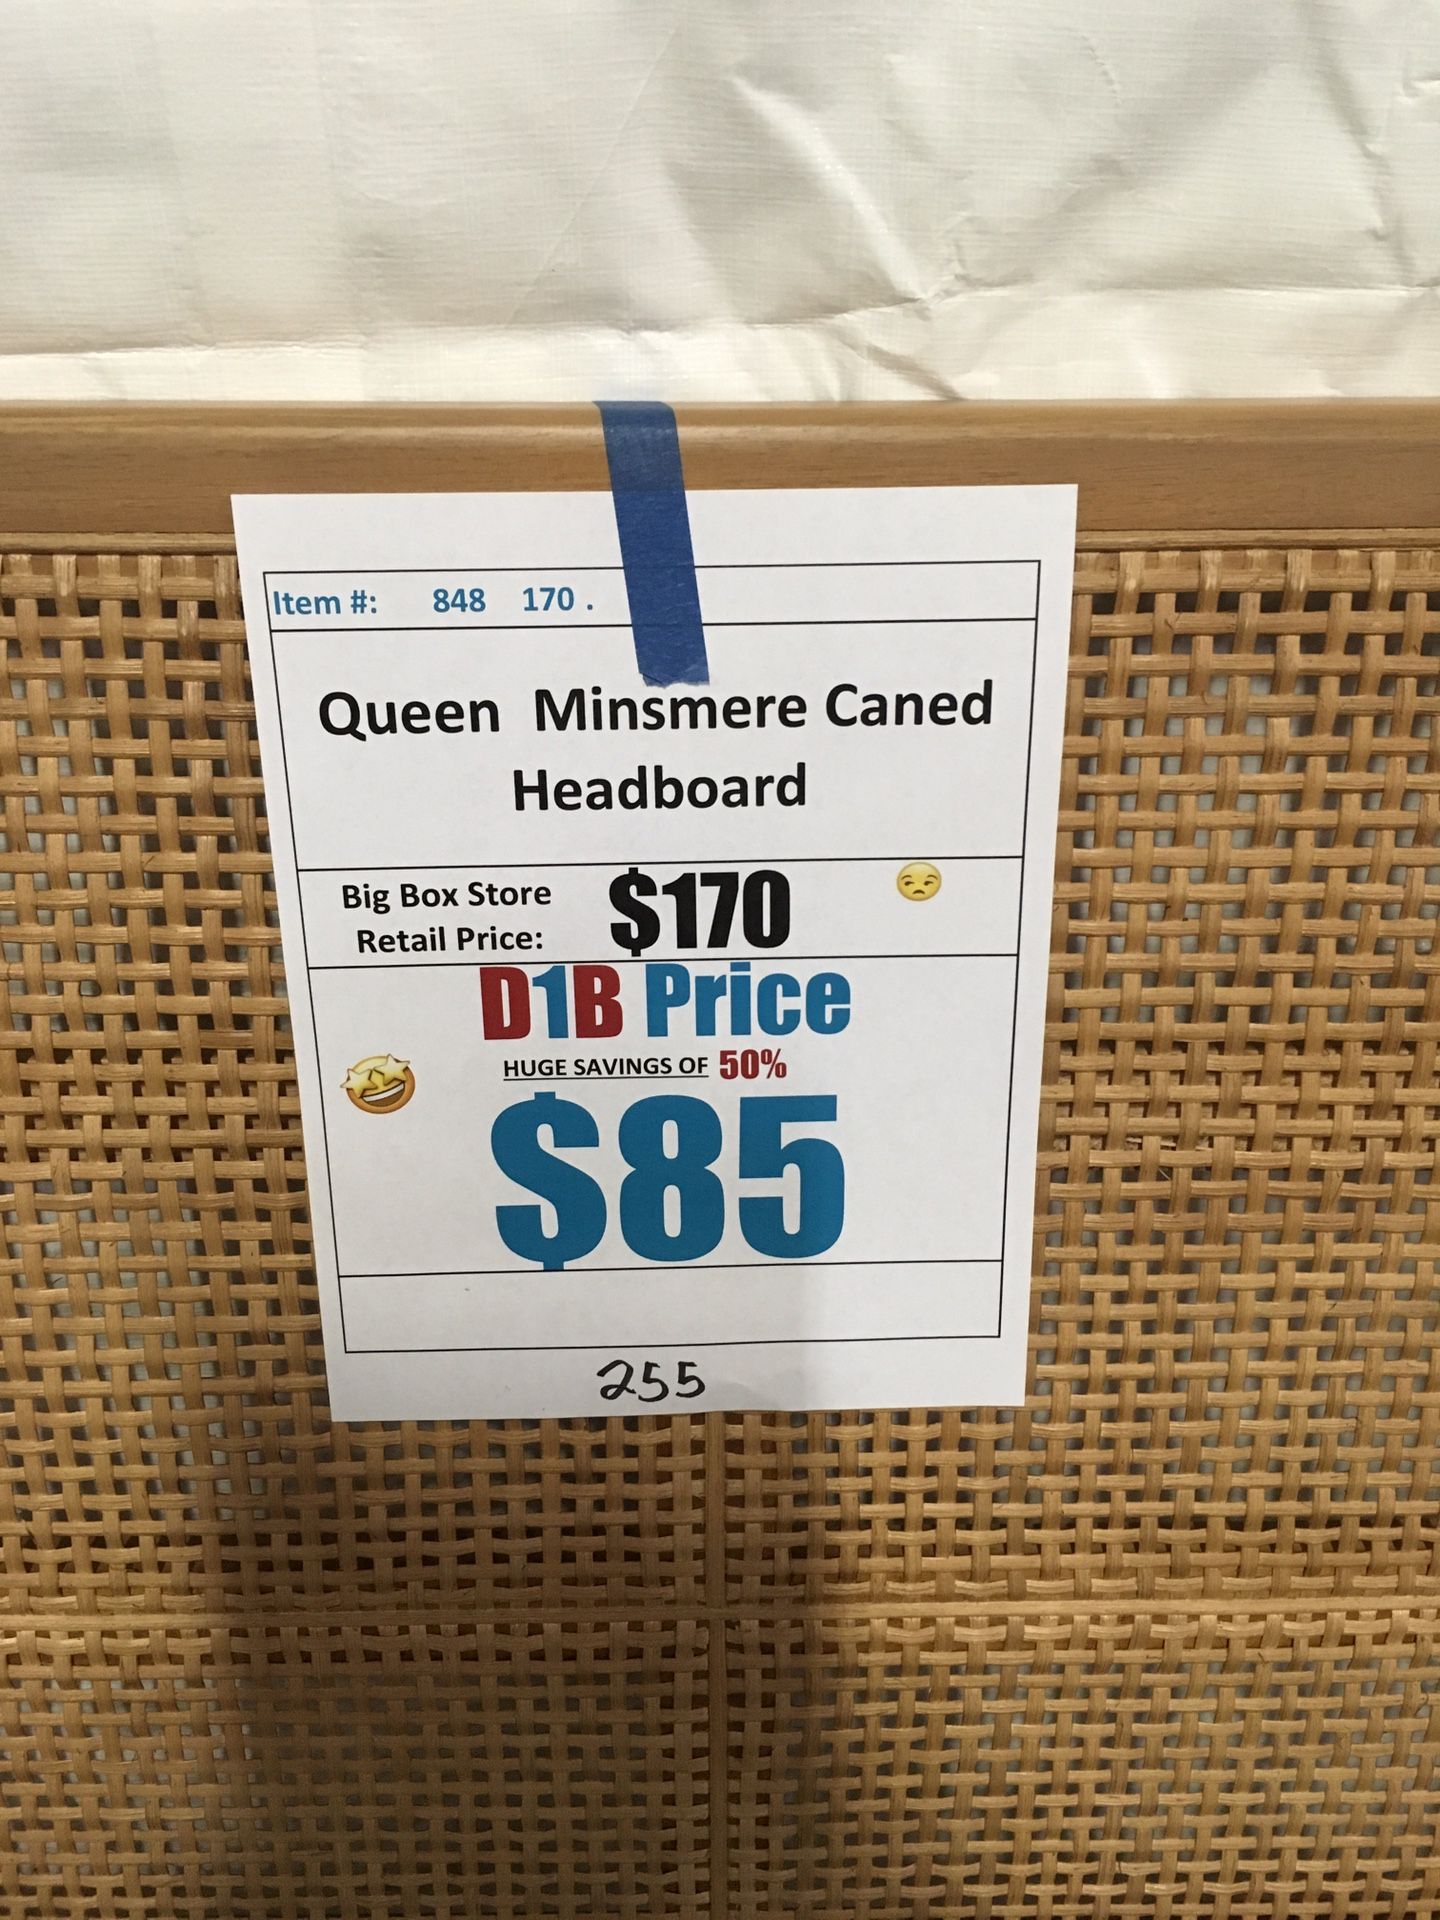 Item #: 848 170 .
Queen Minsmere Caned
Headboard
Big Box Store
Retail Price: $170
D1B Price
HUGE SAVINGS OF 50%
$85
255